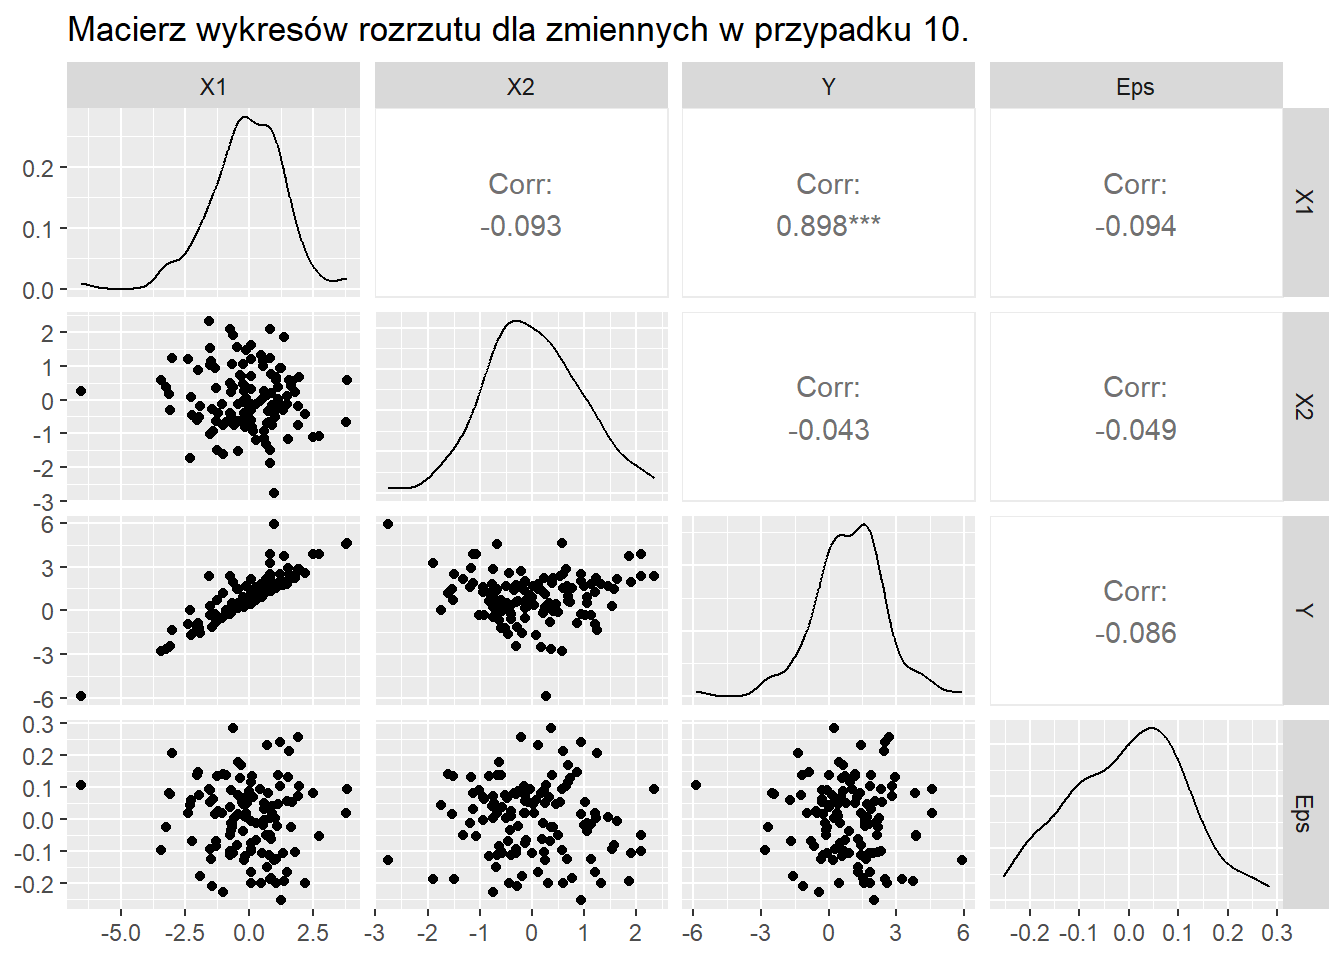 Macierz wykresów rozrzutu dla zmiennych w przypadku 10.
X1 X2 Y Eps
0.2
0.1
0.0
Corr:
-0.093
Corr:
0.898***
Corr:
-0.094
X1
2
1
0
-1
-2
-3
Corr:
-0.043
Corr:
-0.049
X2
6
3
0
-3
-6
Corr:
-0.086
Y
0.3
0.2
0.1
0.0
-0.1
-0.2
Eps
-5.0 -2.5 0.0 2.5 -3 -2 -1 0 1 2 -6 -3 0 3 6 -0.2 -0.1 0.0 0.1 0.2 0.3